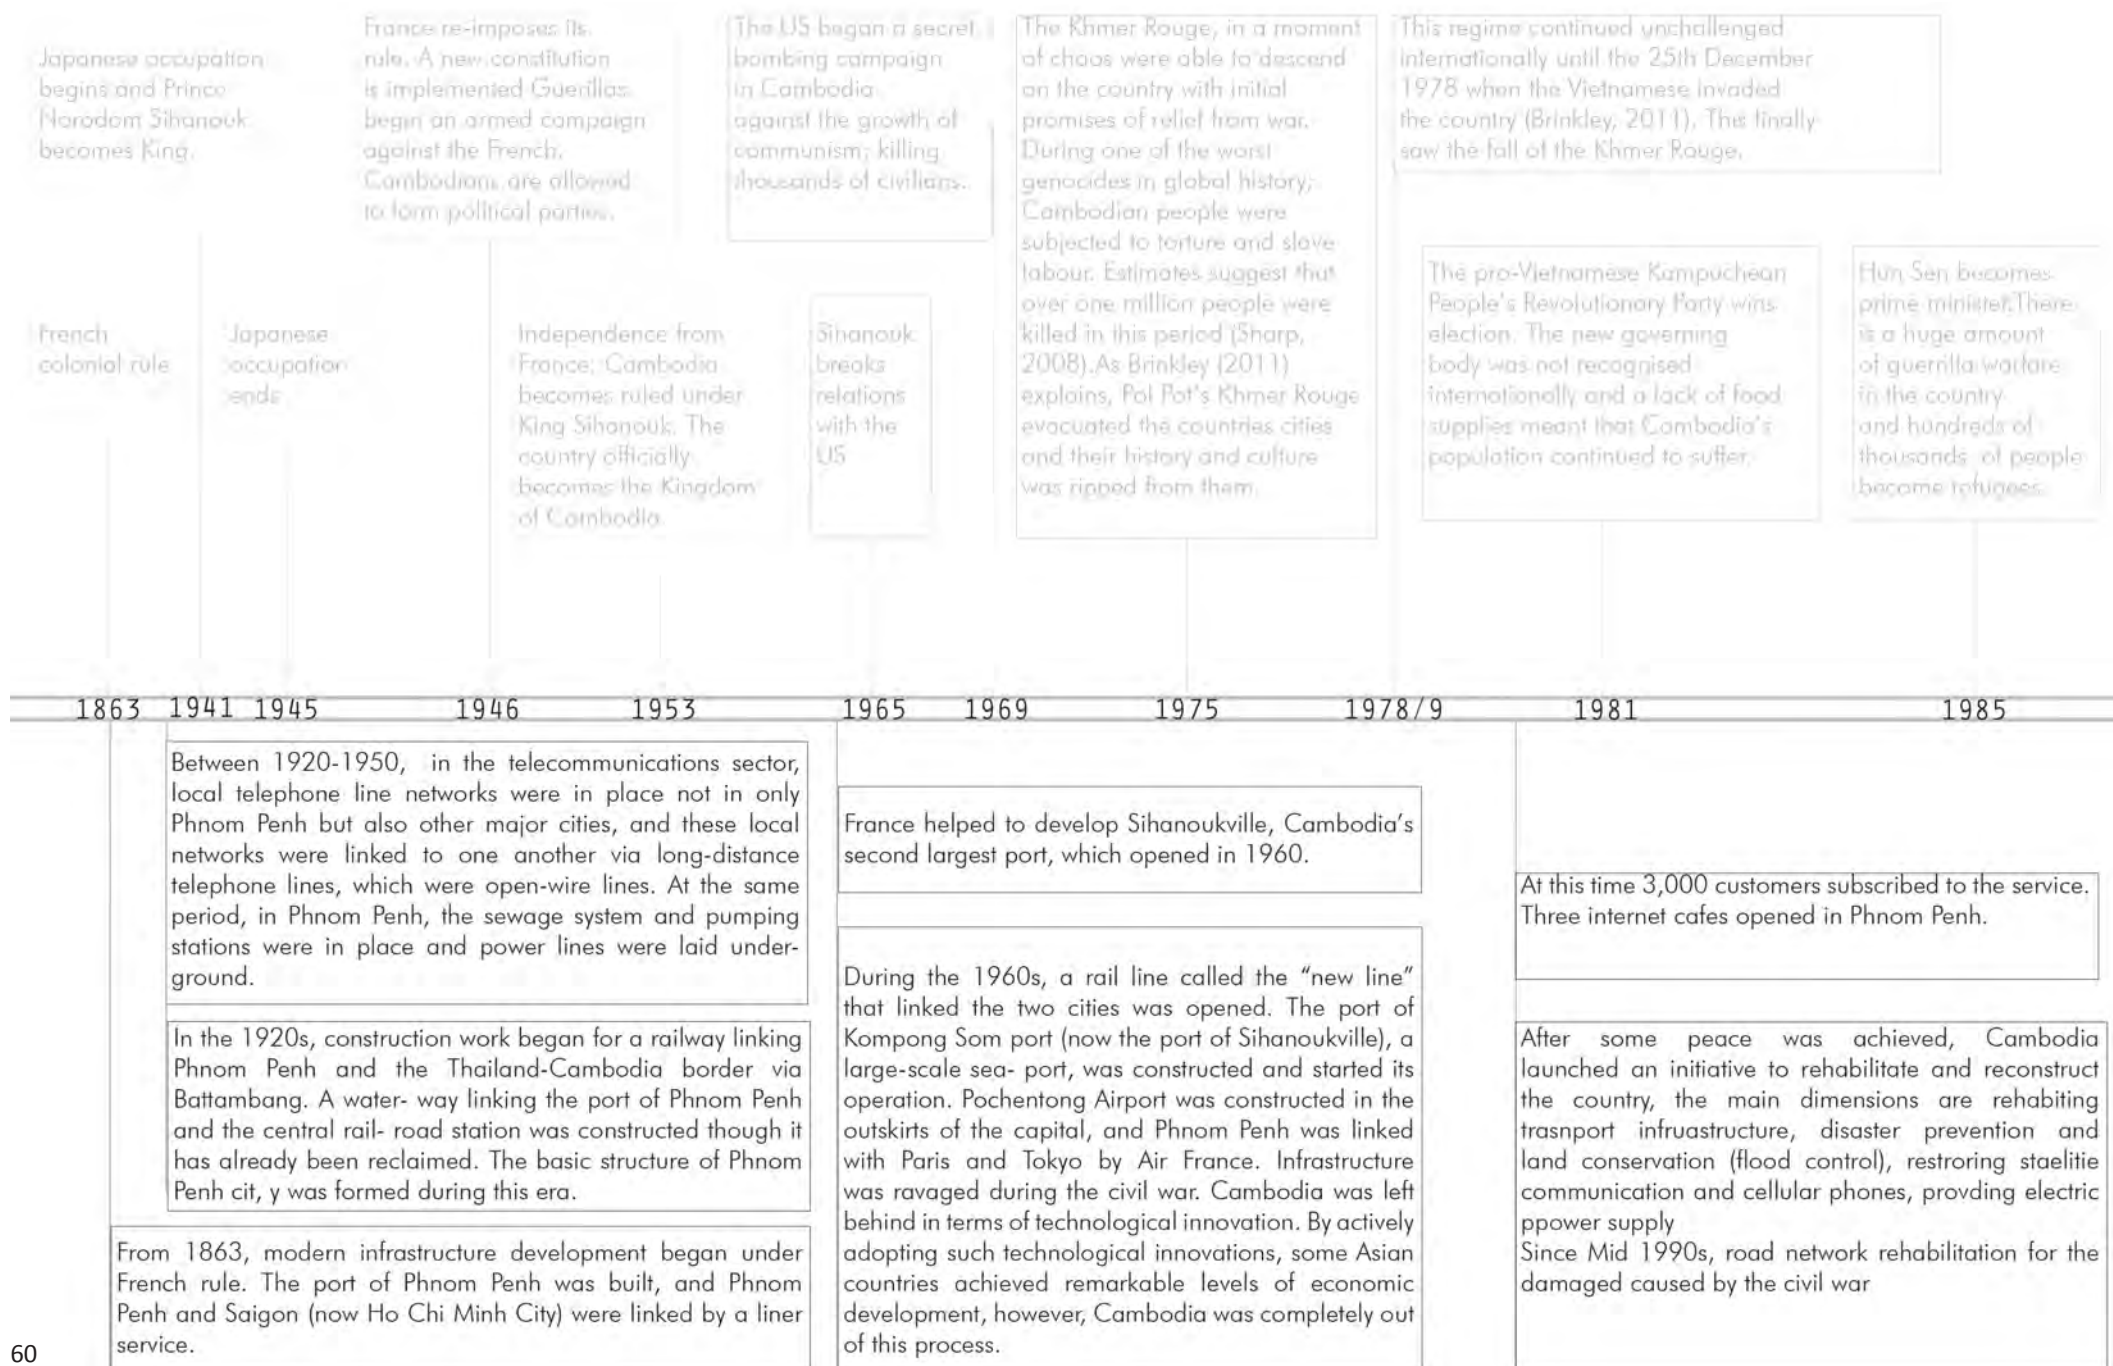 Japanese occupation
begins and Prince
Norodom Sihanouk
becomes King.
France re-imposes its
rule. A new constitution
is implemented Guerillas
begin an armed campaign
against the French.
Cambodians are allowed
to form political parties.
The US began a secret
bombing campaign
in Cambodia
against the growth of
communism; killing
thousands of civilians.
The Khmer Rouge, in a moment
of chaos were able to descend
on the country with initial
promises of relief from war.
During one of the worst
genocides in global history,
Cambodian people were
subjected to torture and slave
labour. Estimates suggest that
over one million people were
killed in this period (Sharp,
2008).As Brinkley (2011)
explains, Pol Pot's Khmer Rouge
evacuated the countries cities
and their history and culture
was ripped from them.
This regime continued unchallenged
internationally until the 25th December
1978 when the Vietnamese invaded
the country (Brinkley, 2011). This finally
saw the fall of the Khmer Rouge.
French
colonial rule
Japanese
occupation
ends
Independence from
France; Cambodia
becomes ruled under
King Sihanouk. The
country officially
becomes the Kingdom
of Cambodia
Sihanouk
breaks
relations
with the
US
The pro-Vietnamese Kampuchean
People's Revolutionary Party wins
election. The new governing
body was not recognised
internationally and a lack of food
supplies meant that Cambodia's
population continued to suffer.
Hun Sen becomes
prime minister.There
is a huge amount
of guerrilla warfare
in the country
and hundreds of
thousands of people
become refugees.
1863 1941 1945 1946 1953 1965 1969 1975 1978/9 1981 1985
Between 1920-1950, in the telecommunications sector,
local telephone line networks were in place not in only
Phnom Penh but also other major cities, and these local
networks were linked to one another via long-distance
telephone lines, which were open-wire lines. At the same
period, in Phnom Penh, the sewage system and pumping
stations were in place and power lines were laid under-
ground.
In the 1920s, construction work began for a railway linking
Phnom Penh and the Thailand-Cambodia border via
Battambang. A water- way linking the port of Phnom Penh
and the central rail- road station was constructed though it
has already been reclaimed. The basic structure of Phnom
Penh cit, y was formed during this era.
From 1863, modern infrastructure development began under
French rule. The port of Phnom Penh was built, and Phnom
Penh and Saigon (now Ho Chi Minh City) were linked by a liner
service.
France helped to develop Sihanoukville, Cambodia's
second largest port, which opened in 1960.
During the 1960s, a rail line called the "new line"
that linked the two cities was opened. The port of
Kompong Som port (now the port of Sihanoukville), a
large-scale sea- port, was constructed and started its
operation. Pochentong Airport was constructed in the
outskirts of the capital, and Phnom Penh was linked
with Paris and Tokyo by Air France. Infrastructure
was ravaged during the civil war. Cambodia was left
behind in terms of technological innovation. By actively
adopting such technological innovations, some Asian
countries achieved remarkable levels of economic
development, however, Cambodia was completely out
of this process.
At this time 3,000 customers subscribed to the service.
Three internet cafes opened in Phnom Penh.
After some peace was achieved, Cambodia
launched an initiative to rehabilitate and reconstruct
the country, the main dimensions are rehabiting
trasnport infruastructure, disaster prevention and
land conservation (flood control), restroring staelitie
communication and cellular phones, provding electric
ppower supply
Since Mid 1990s, road network rehabilitation for the
damaged caused by the civil war
60